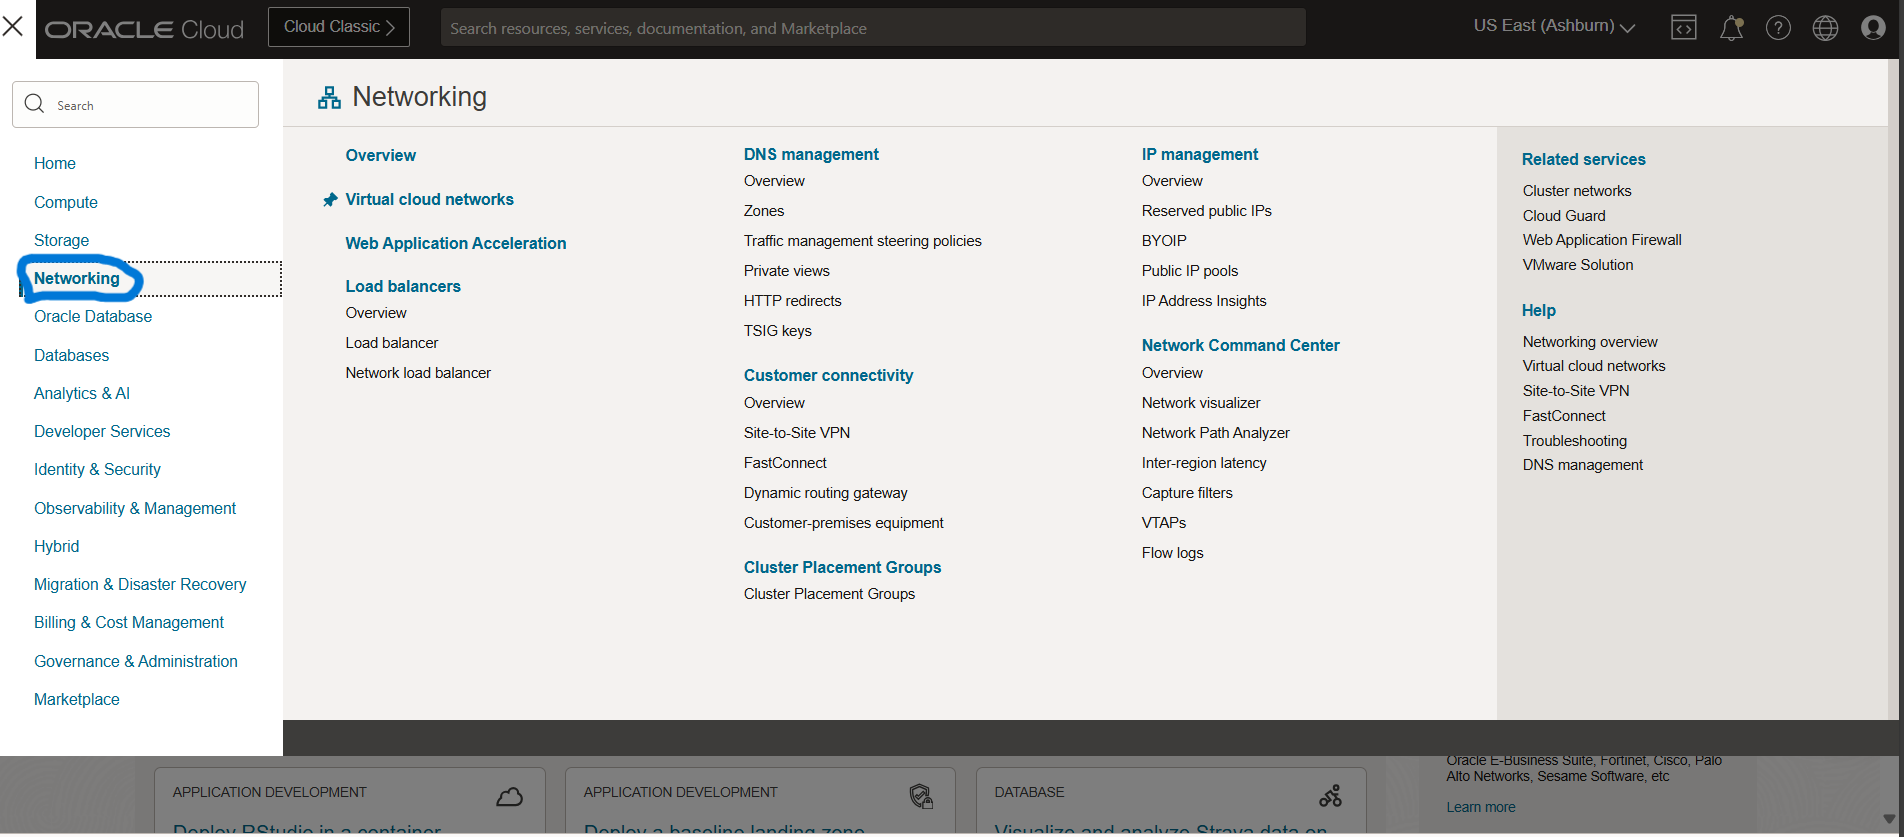 ORACLE Cloud
Cloud Classic
Search resources, services, documentation, and Marketplace
US East (Ashburn)
Search
Home
Compute
Storage
Networking
Oracle Database
Databases
Analytics & AI
Developer Services
Identity & Security
Observability & Management
Hybrid
Migration & Disaster Recovery
Billing & Cost Management
Governance & Administration
Marketplace
Networking
Overview
Virtual cloud networks
Web Application Acceleration
Load balancers
Overview
Load balancer
Network load balancer
DNS management
Overview
Zones
Traffic management steering policies
Private views
HTTP redirects
TSIG keys
Customer connectivity
Overview
Site-to-Site VPN
FastConnect
Dynamic routing gateway
Customer-premises equipment
Cluster Placement Groups
Cluster Placement Groups
IP management
Overview
Reserved public IPs
BYOIP
Public IP pools
IP Address Insights
Network Command Center
Overview
Network visualizer
Network Path Analyzer
Inter-region latency
Capture filters
VTAPs
Flow logs
Related services
Cluster networks
Cloud Guard
Web Application Firewall
VMware Solution
Help
Networking overview
Virtual cloud networks
Site-to-Site VPN
FastConnect
Troubleshooting
DNS management
APPLICATION DEVELOPMENT
Deploy RStudio in a container
APPLICATION DEVELOPMENT
Deploy a baseline landing zone
DATABASE
Visualize and analyze Strava data on
Oracle E-Business Suite, Fortinet, Cisco, Palo
Alto Networks, Sesame Software, etc
Learn more